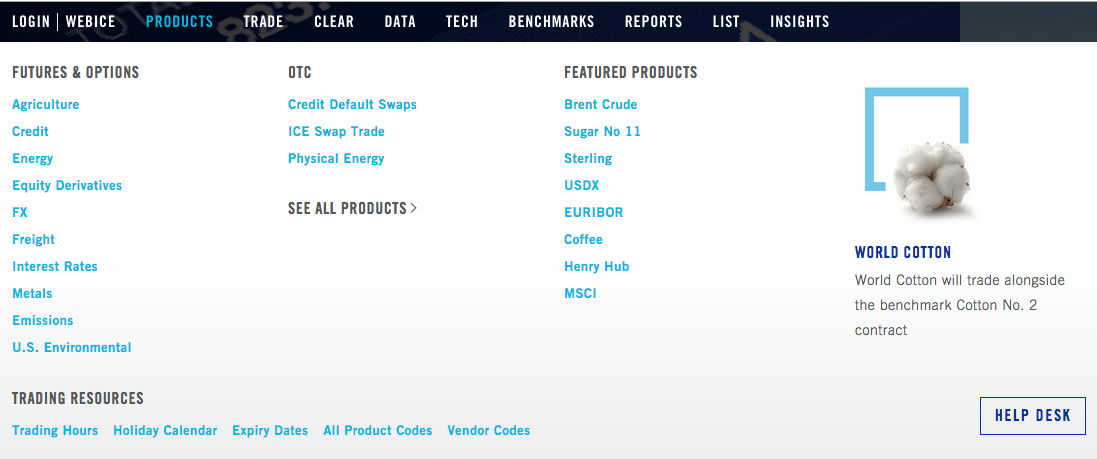 LOGIN | WEBICE PRODUCTS TRADE CLEAR DATA TECH BENCHMARKS REPORTS LIST INSIGHTS
FUTURES & OPTIONS
Agriculture
Credit
Energy
Equity Derivatives
FX
Freight
Interest Rates
Metals
Emissions
U.S. Environmental
OTC
Credit Default Swaps
ICE Swap Trade
Physical Energy
SEE ALL PRODUCTS >
FEATURED PRODUCTS
Brent Crude
Sugar No 11
Sterling
USDX
EURIBOR
Coffee
Henry Hub
MSCI
WORLD COTTON
World Cotton will trade alongside
the benchmark Cotton No. 2
contract
TRADING RESOURCES
Trading Hours Holiday Calendar Expiry Dates All Product Codes Vendor Codes
HELP DESK